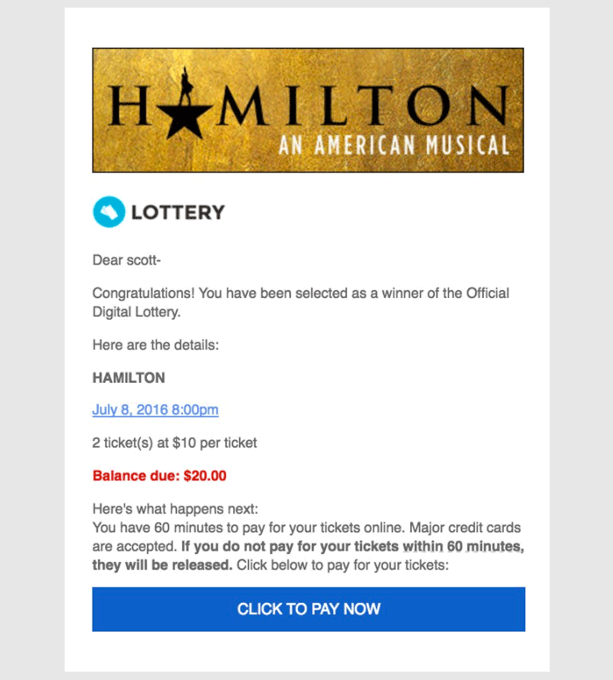 HAMILTON
AN AMERICAN MUSICAL
LOTTERY
Dear scott-
Congratulations! You have been selected as a winner of the Official
Digital Lottery.
Here are the details:
HAMILTON
July 8, 2016 8:00pm
2 ticket(s) at $10 per ticket
Balance due: $20.00
Here's what happens next:
You have 60 minutes to pay for your tickets online. Major credit cards
are accepted. If you do not pay for your tickets within 60 minutes,
they will be released. Click below to pay for your tickets:
CLICK TO PAY NOW